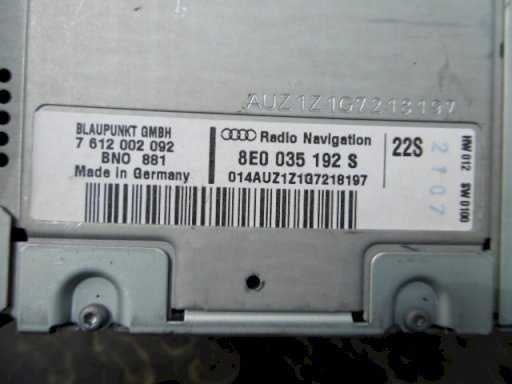 AUZ1Z1G7218197
BLAUPUNKT GMBH
7 612 002 092
BNO 881
Made in Germany
Radio Navigation
8E0 035 192 S
014AUZ1Z1G7218197
22S
2107
HW 012 SW 0100